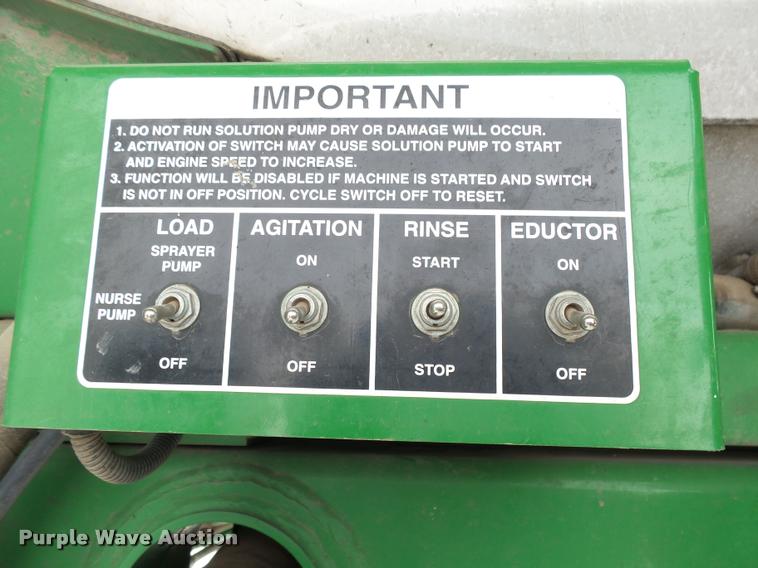 IMPORTANT
1. DO NOT RUN SOLUTION PUMP DRY OR DAMAGE WILL OCCUR.
2. ACTIVATION OF SWITCH MAY CAUSE SOLUTION PUMP TO START
AND ENGINE SPEED TO INCREASE.
3. FUNCTION WILL BE DISABLED IF MACHINE IS STARTED AND SWITCH
IS NOT IN OFF POSITION. CYCLE SWITCH OFF TO RESET.
LOAD
SPRAYER
PUMP
NURSE
PUMP
OFF
AGITATION
ON
OFF
RINSE
START
STOP
EDUCTOR
ON
OFF
Purple Wave Auction